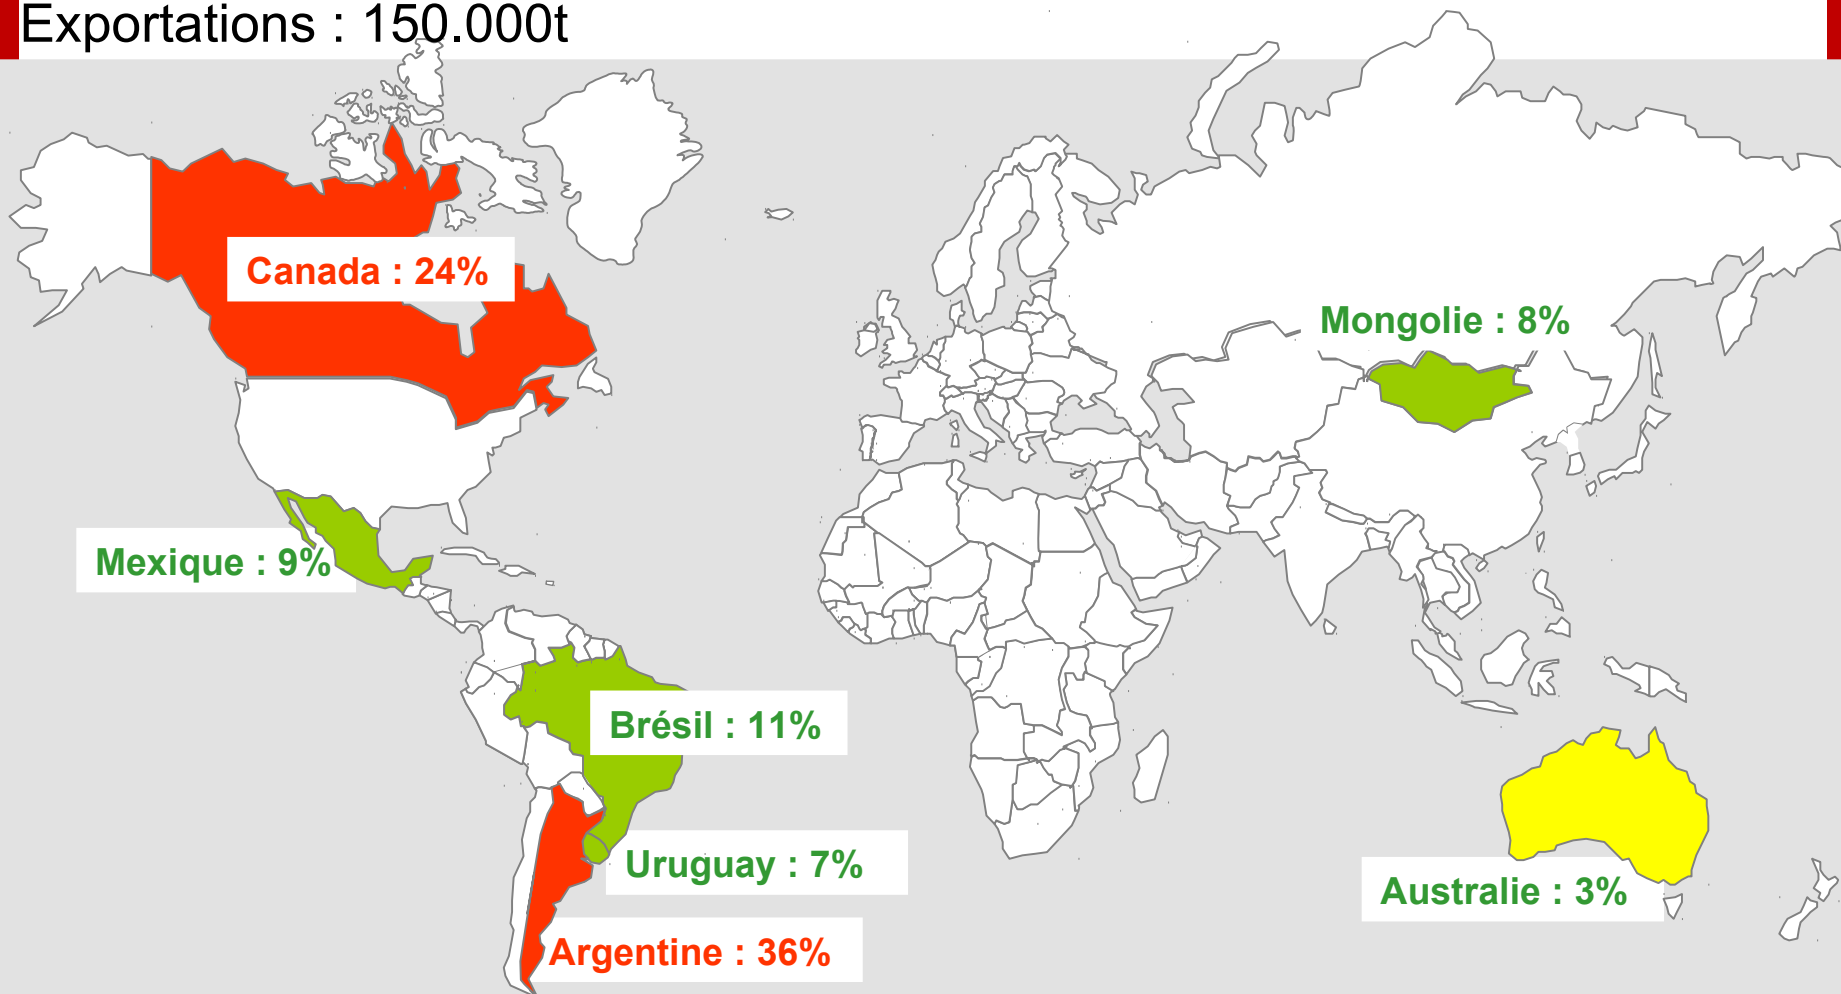 Exportations : 150.000t
Canada : 24%
Mongolie : 8%
Mexique : 9%
Brésil : 11%
Uruguay : 7%
Australie : 3%
Argentine : 36%